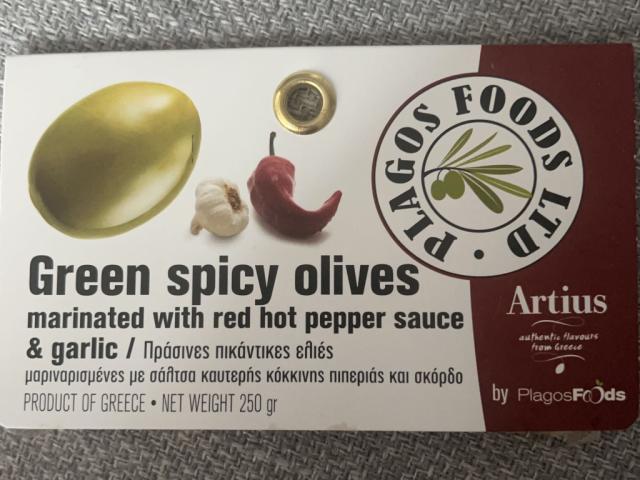 PLAGOS FOODS LTD •
Green spicy olives
marinated with red hot pepper sauce
& garlic / Πράσινες πικάντικες ελιές
μαριναρισμένες με σάλτσα καυτερής κόκκινης πιπεριάς και σκόρδο
PRODUCT OF GREECE • NET WEIGHT 250 gr
Artius
authentic flavours
from Greece
by PlagosFoods